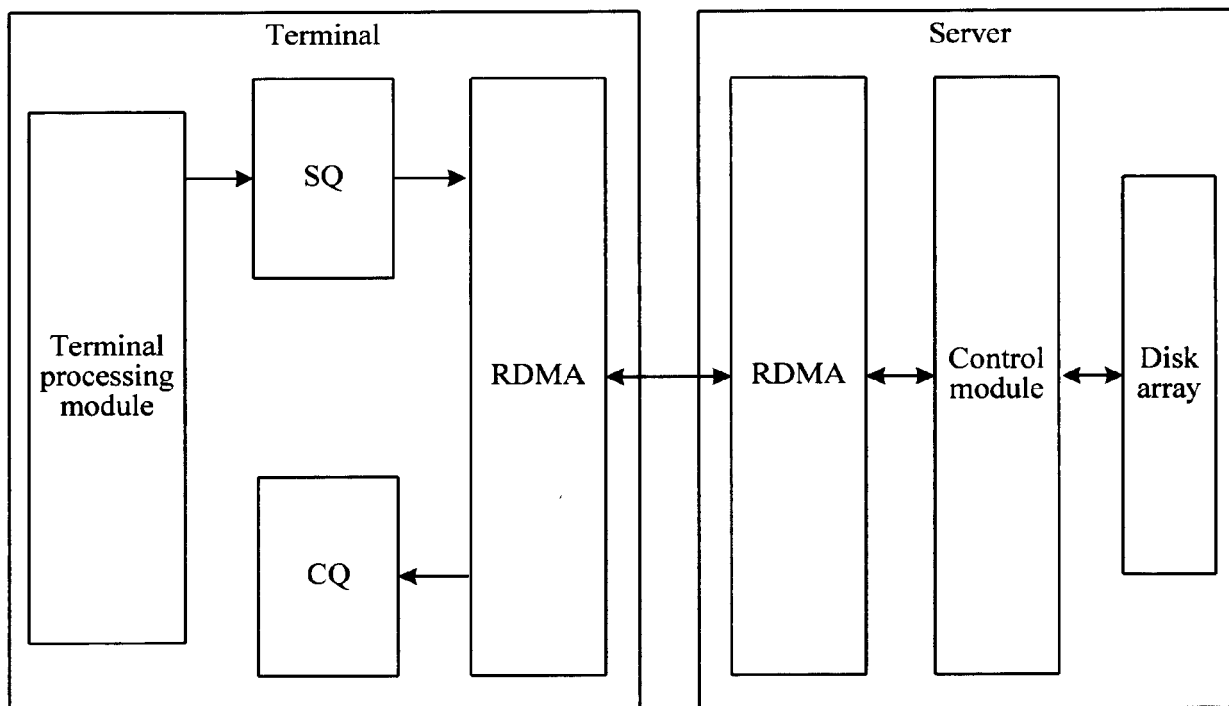 Terminal
Server
SQ
Terminal
processing
module
RDMA
CQ
RDMA
Control
module
Disk
array